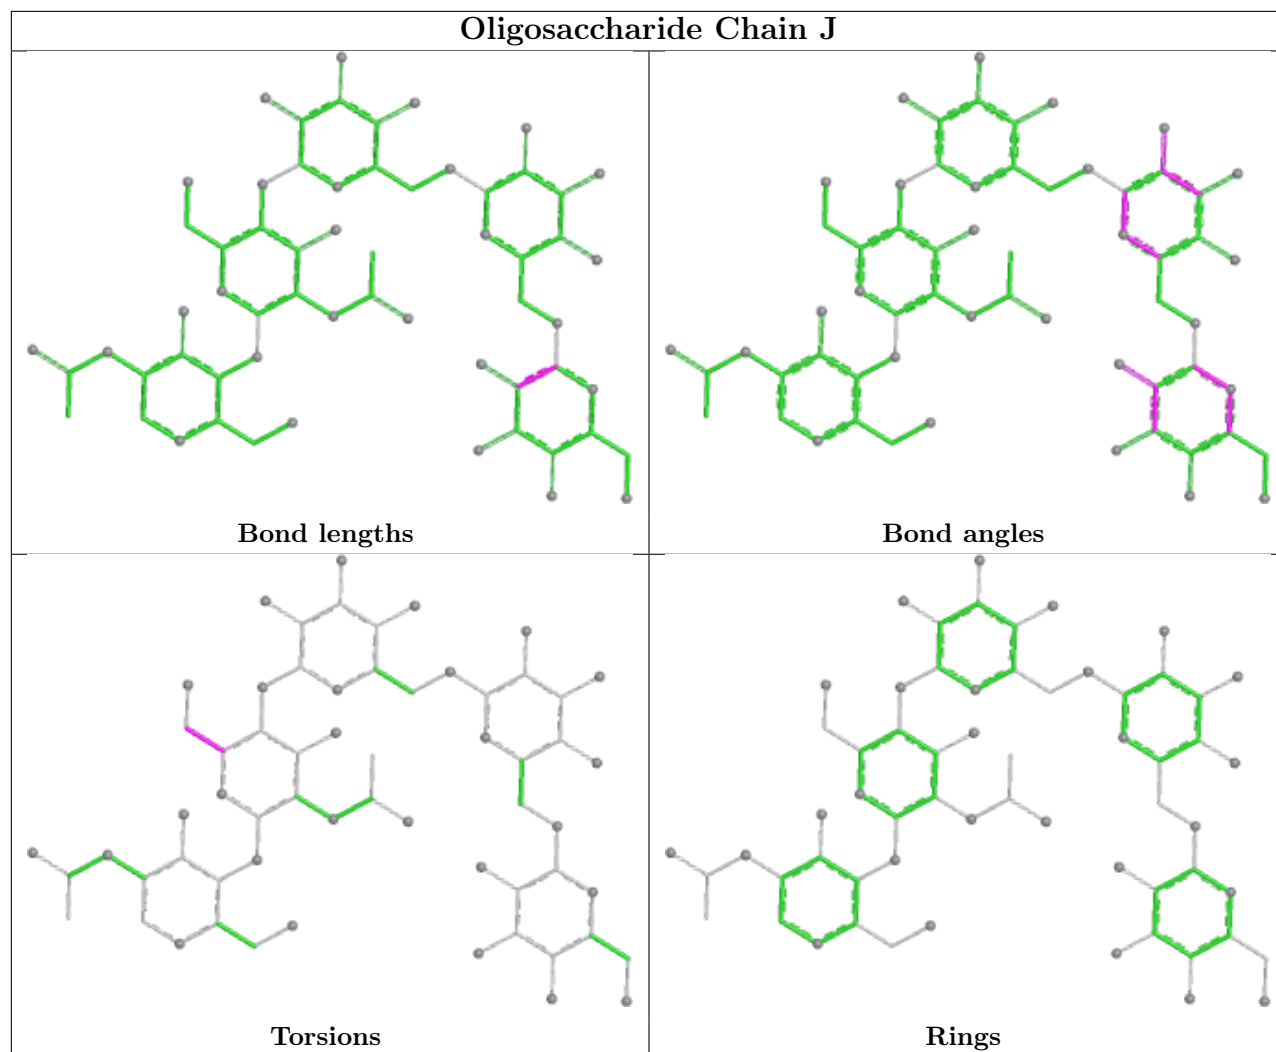 Oligosaccharide Chain J
Bond lengths
Bond angles
Torsions
Rings